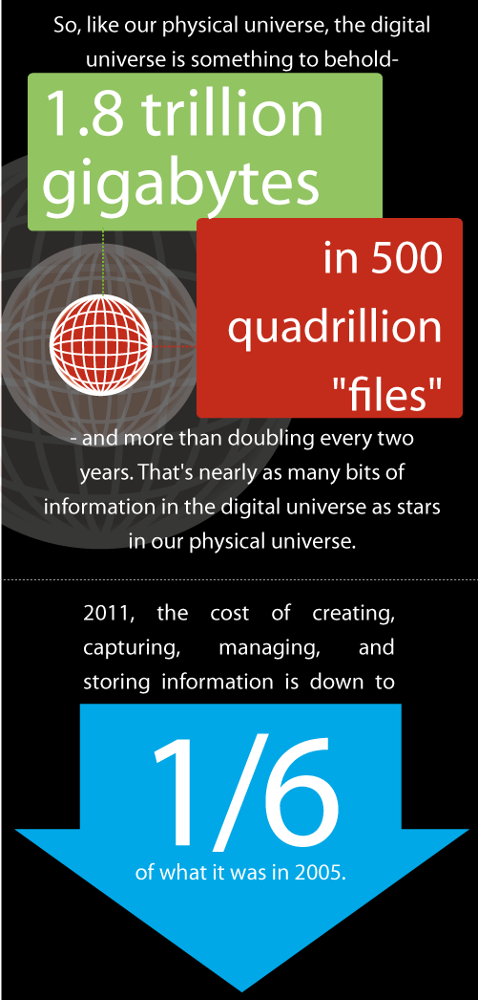 So, like our physical universe, the digital
universe is something to behold-
1.8 trillion
gigabytes
in 500
quadrillion
"files"
- and more than doubling every two
years. That's nearly as many bits of
information in the digital universe as stars
in our physical universe.
2011, the cost of creating,
capturing, managing, and
storing information is down to
1/6
of what it was in 2005.